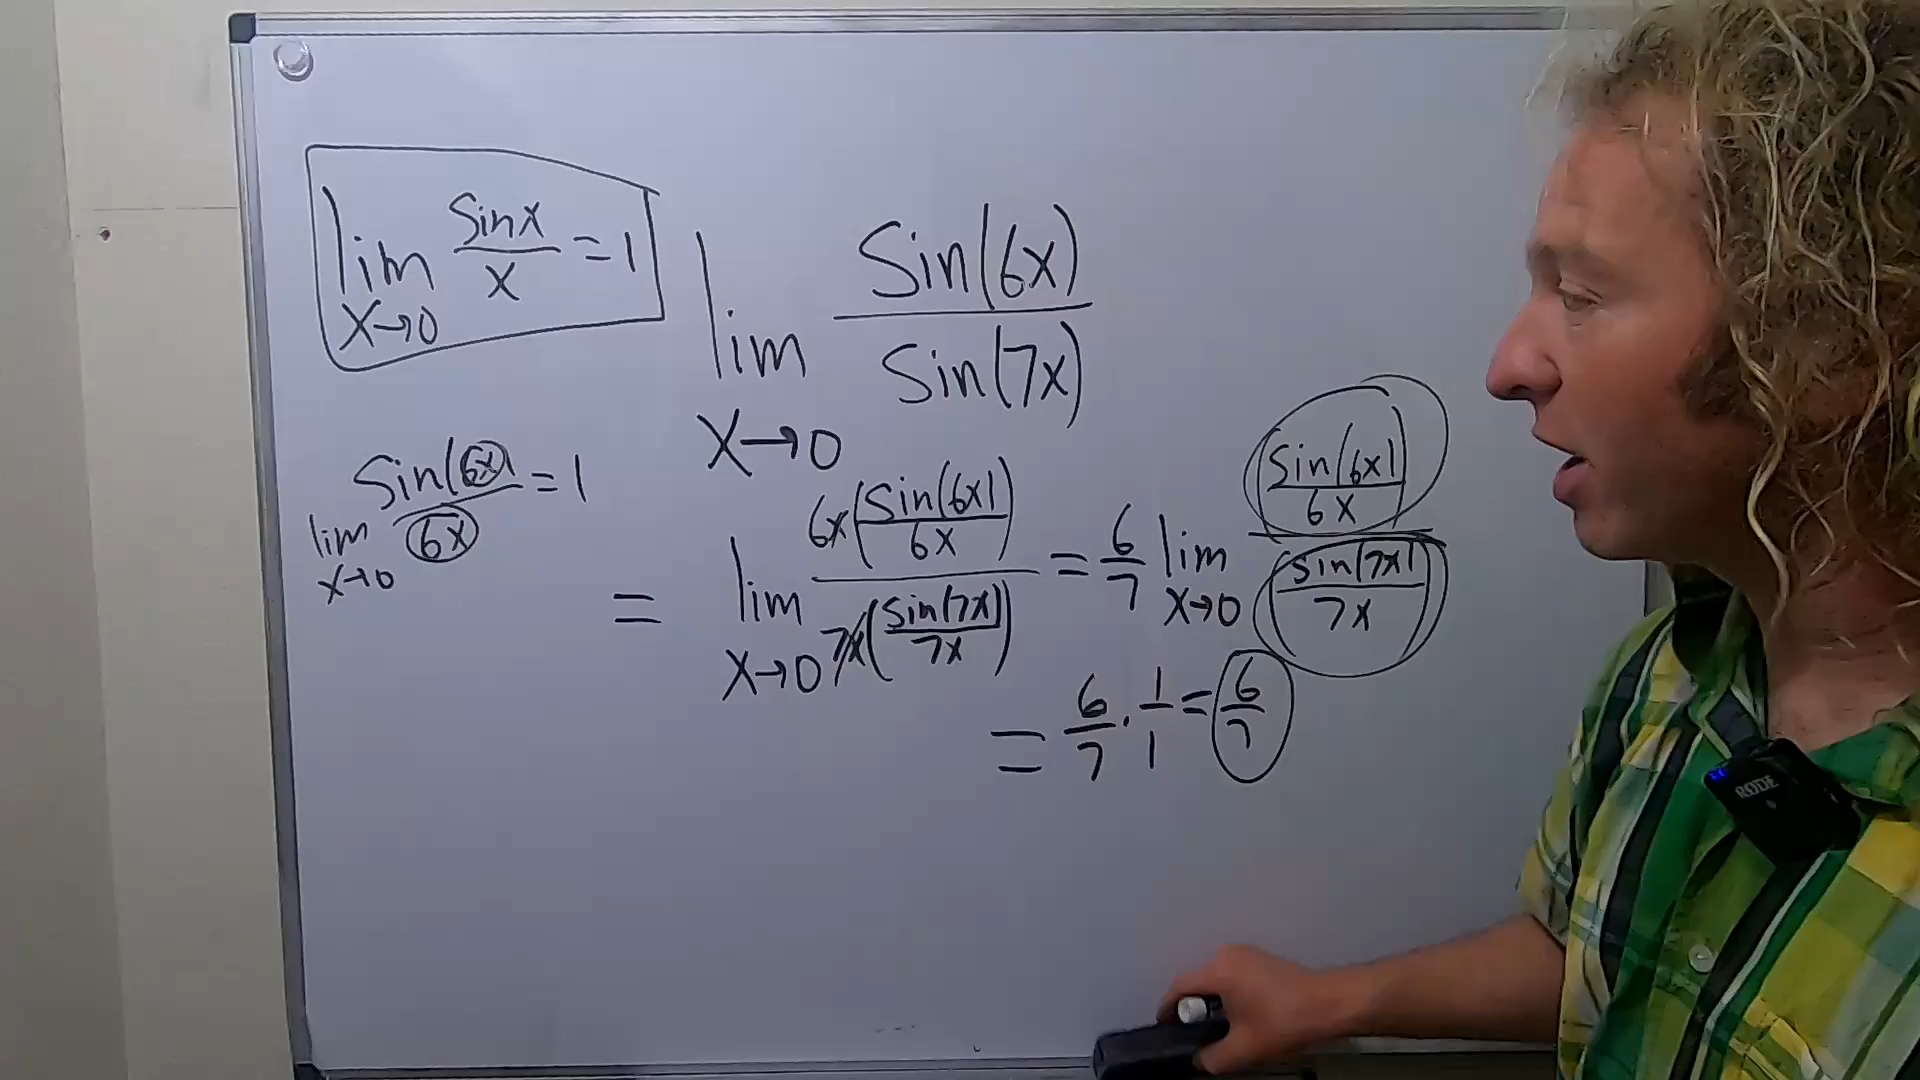 lim x→0 sinx/x = 1
lim x→0 Sin(6x)/Sin(7x)
lim x→0 Sin(6x)/6x = 1
= lim x→0 6x(Sin(6x)/6x)/7x(Sin(7x)/7x) = 6/7 lim x→0 (Sin(6x)/6x)/(Sin(7x)/7x)
= 6/7 · 1/1 = 6/7
RODE